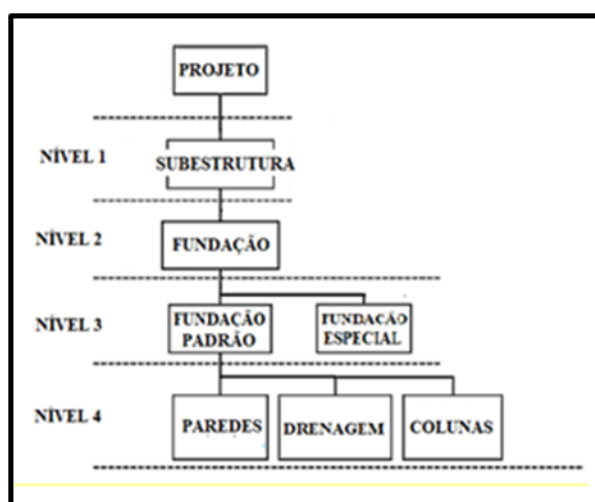 PROJETO
NÍVEL 1
SUBESTRUTURA
NÍVEL 2
FUNDAÇÃO
NÍVEL 3
FUNDAÇÃO
PADRÃO
FUNDAÇÃO
ESPECIAL
NÍVEL 4
PAREDES
DRENAGEM
COLUNAS